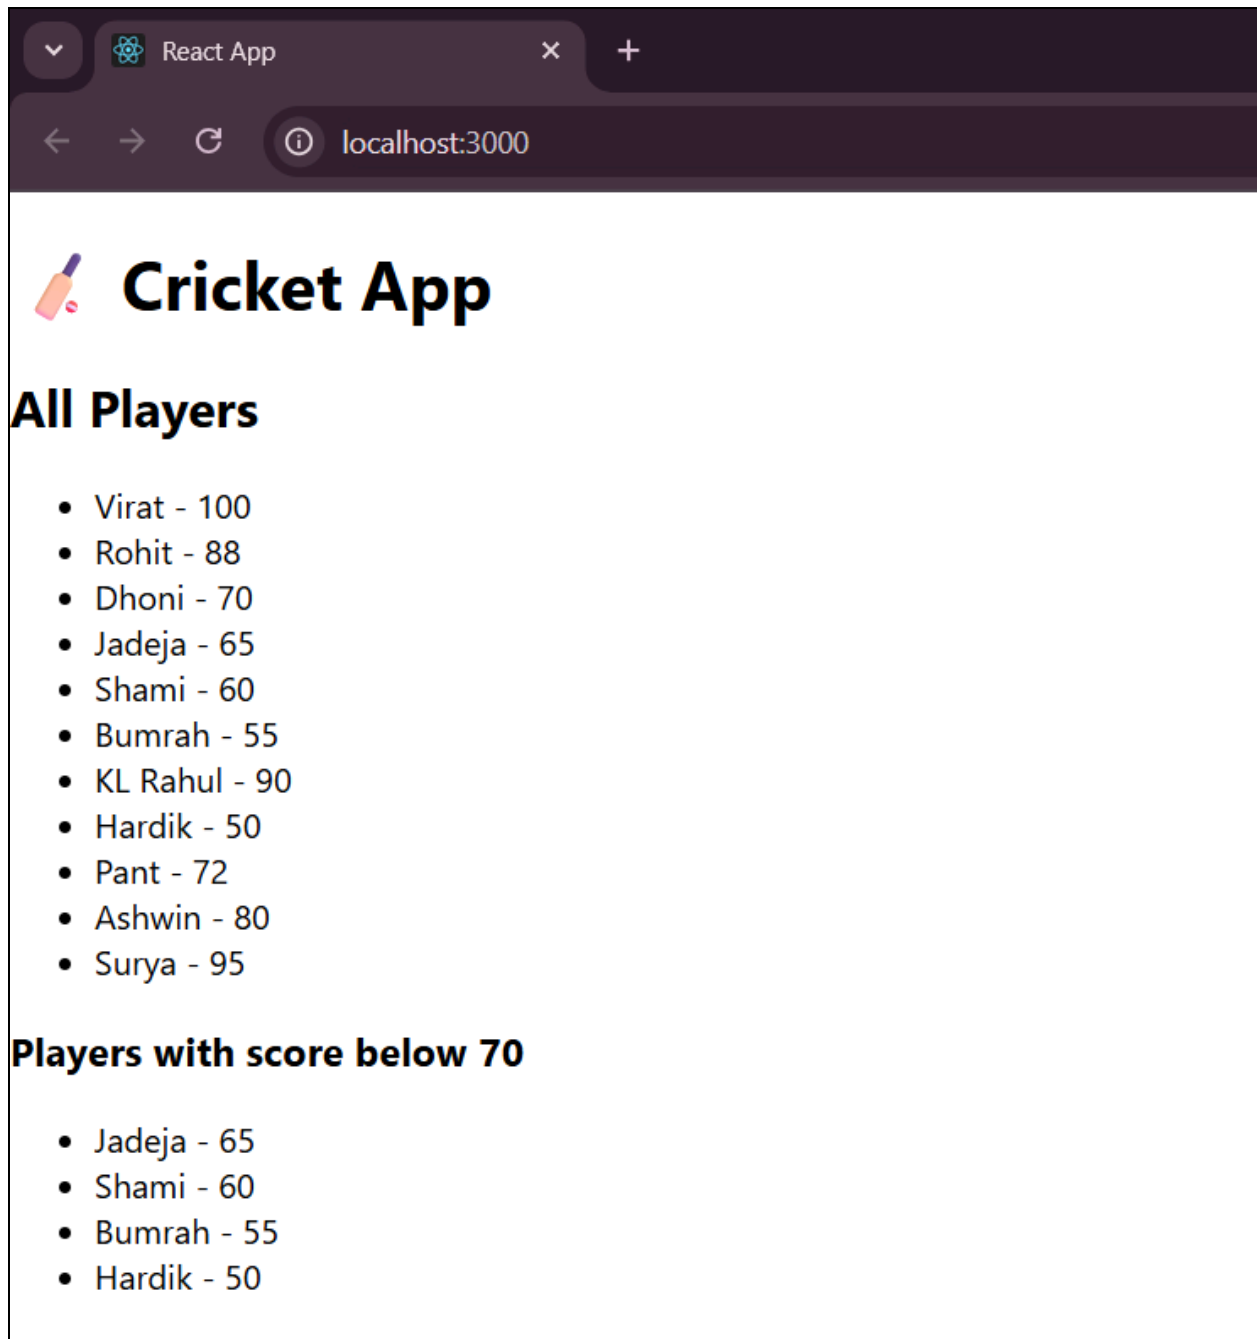 React App
localhost:3000
🏏 Cricket App
All Players
• Virat - 100
• Rohit - 88
• Dhoni - 70
• Jadeja - 65
• Shami - 60
• Bumrah - 55
• KL Rahul - 90
• Hardik - 50
• Pant - 72
• Ashwin - 80
• Surya - 95
Players with score below 70
• Jadeja - 65
• Shami - 60
• Bumrah - 55
• Hardik - 50